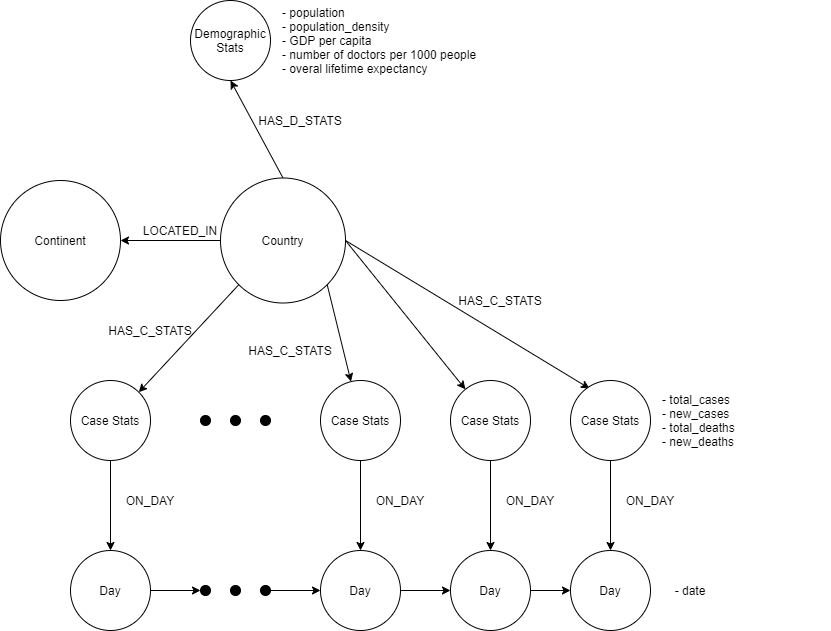 Demographic
Stats
- population
- population_density
- GDP per capita
- number of doctors per 1000 people
- overal lifetime expectancy
HAS_D_STATS
Continent
LOCATED_IN
Country
HAS_C_STATS
HAS_C_STATS
HAS_C_STATS
Case Stats
Case Stats
Case Stats
Case Stats
- total_cases
- new_cases
- total_deaths
- new_deaths
ON_DAY
ON_DAY
ON_DAY
ON_DAY
Day
Day
Day
Day
- date